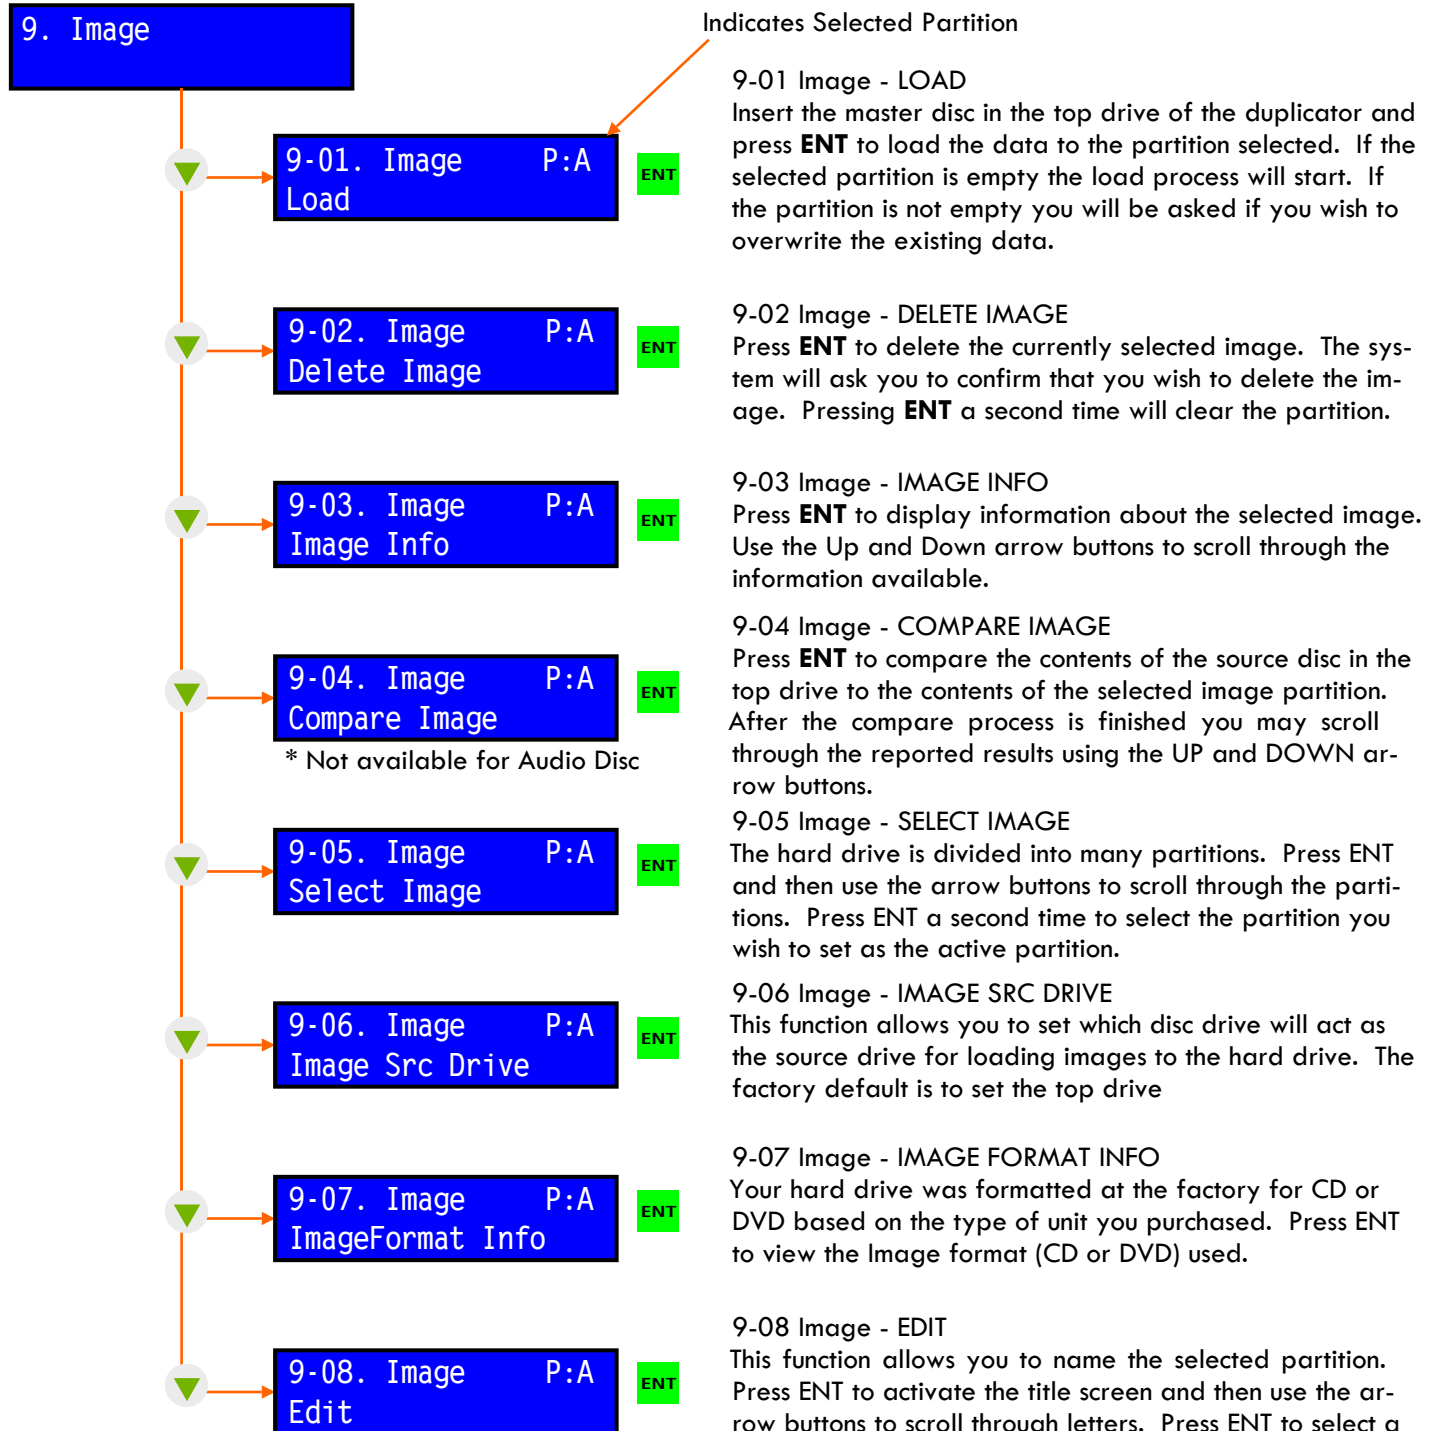 9. Image
Indicates Selected Partition
9-01. Image P:A
Load
ENT
9-01 Image - LOAD
Insert the master disc in the top drive of the duplicator and
press ENT to load the data to the partition selected. If the
selected partition is empty the load process will start. If
the partition is not empty you will be asked if you wish to
overwrite the existing data.
9-02. Image P:A
Delete Image
ENT
9-02 Image - DELETE IMAGE
Press ENT to delete the currently selected image. The sys-
tem will ask you to confirm that you wish to delete the im-
age. Pressing ENT a second time will clear the partition.
9-03. Image P:A
Image Info
ENT
9-03 Image - IMAGE INFO
Press ENT to display information about the selected image.
Use the Up and Down arrow buttons to scroll through the
information available.
9-04. Image P:A
Compare Image
ENT
* Not available for Audio Disc
9-04 Image - COMPARE IMAGE
Press ENT to compare the contents of the source disc in the
top drive to the contents of the selected image partition.
After the compare process is finished you may scroll
through the reported results using the UP and DOWN ar-
row buttons.
9-05. Image P:A
Select Image
ENT
9-05 Image - SELECT IMAGE
The hard drive is divided into many partitions. Press ENT
and then use the arrow buttons to scroll through the parti-
tions. Press ENT a second time to select the partition you
wish to set as the active partition.
9-06. Image P:A
Image Src Drive
ENT
9-06 Image - IMAGE SRC DRIVE
This function allows you to set which disc drive will act as
the source drive for loading images to the hard drive. The
factory default is to set the top drive
9-07. Image P:A
ImageFormat Info
ENT
9-07 Image - IMAGE FORMAT INFO
Your hard drive was formatted at the factory for CD or
DVD based on the type of unit you purchased. Press ENT
to view the Image format (CD or DVD) used.
9-08. Image P:A
Edit
ENT
9-08 Image - EDIT
This function allows you to name the selected partition.
Press ENT to activate the title screen and then use the ar-
row buttons to scroll through letters. Press ENT to select a